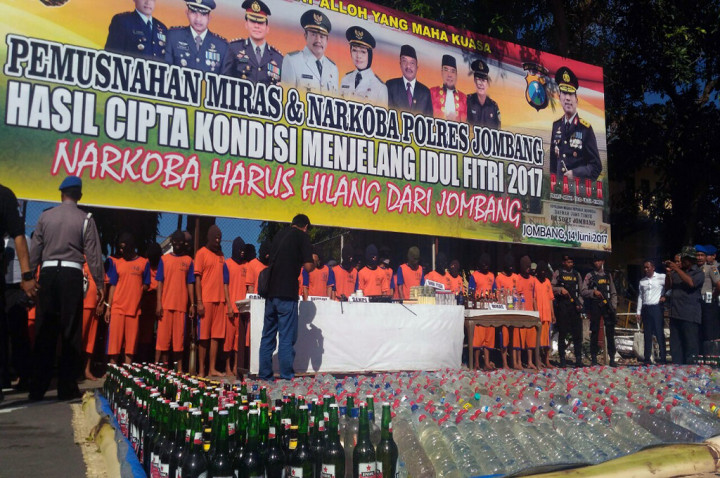 ALLOH YANG MAHA KUASA
PEMUSNAHAN MIRAS & NARKOBA POLRES JOMBANG
HASIL CIPTA KONDISI MENJELANG IDUL FITRI 2017
NARKOBA HARUS HILANG DARI JOMBANG
JOMBANG, 14 Juni 2017
SABU